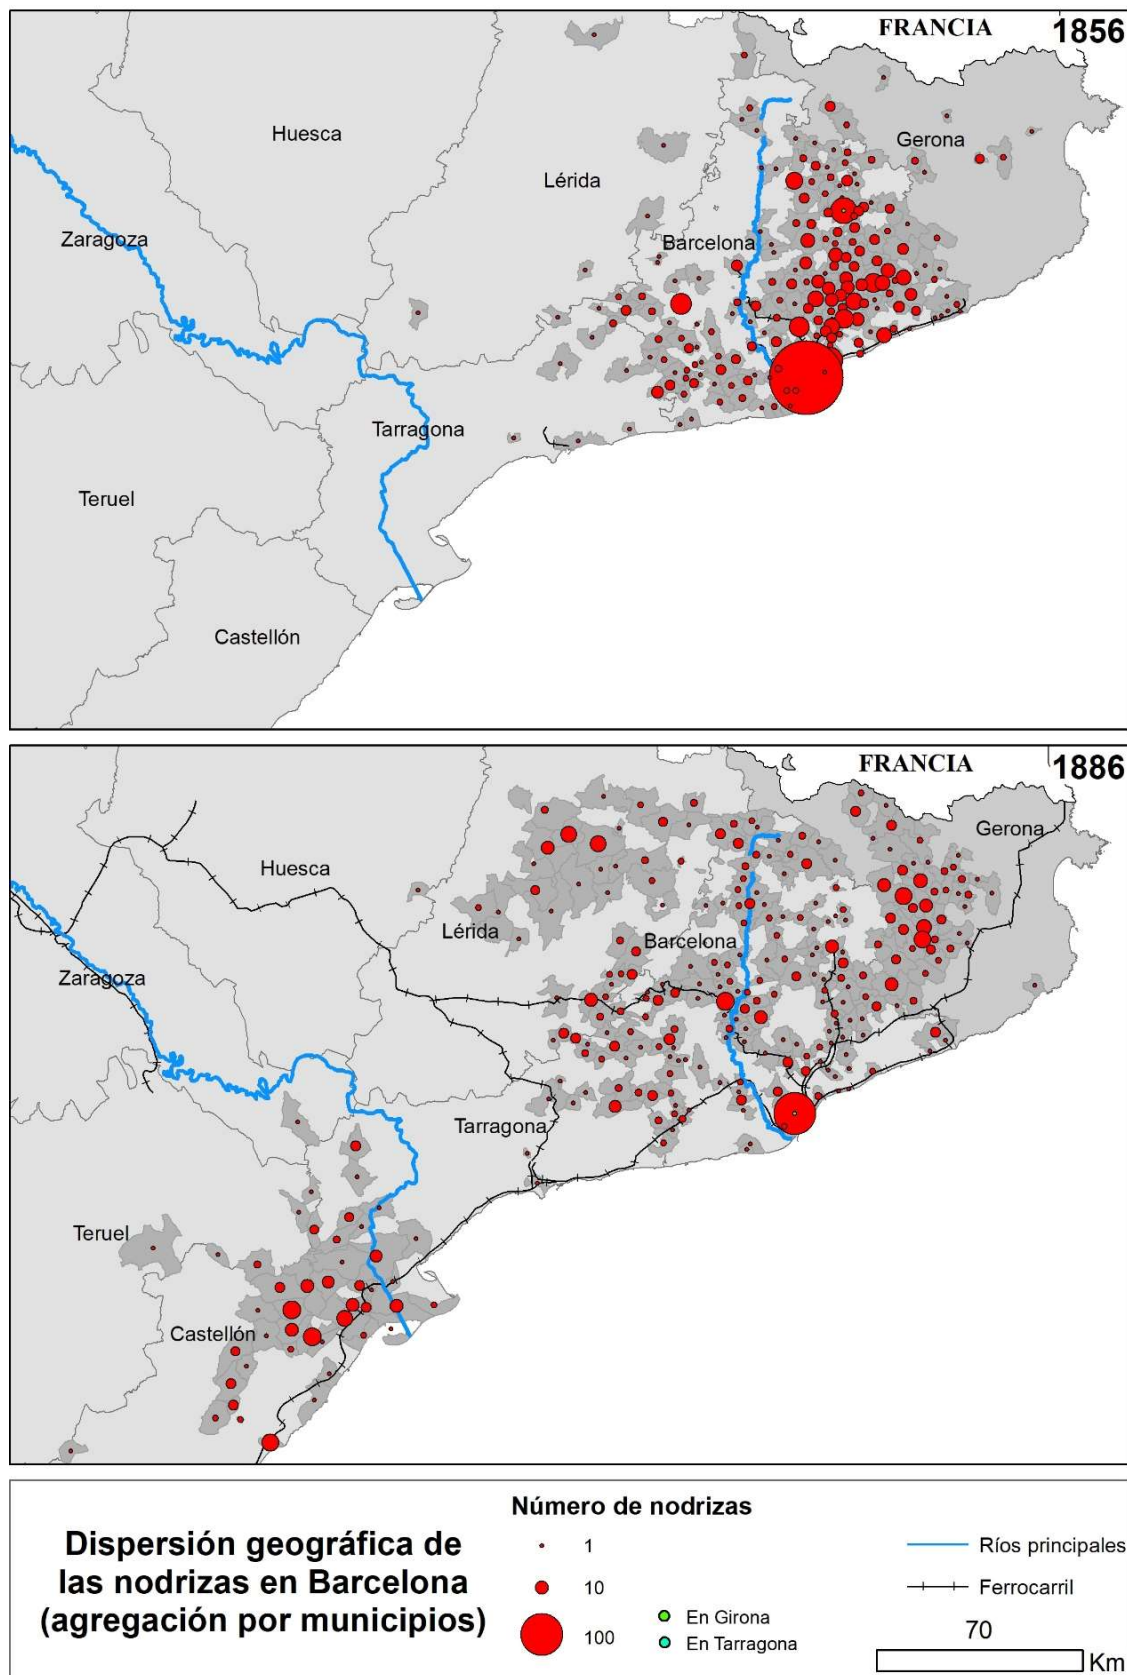 FRANCIA
1856
Huesca
Gerona
Lérida
Zaragoza
Barcelona
Tarragona
Teruel
Castellón
FRANCIA
1886
Gerona
Huesca
Lérida
Barcelona
Zaragoza
Tarragona
Teruel
Castellón
Dispersión geográfica de
las nodrizas en Barcelona
(agregación por municipios)
Número de nodrizas
1
10
100
En Girona
En Tarragona
Ríos principales
Ferrocarril
70
Km